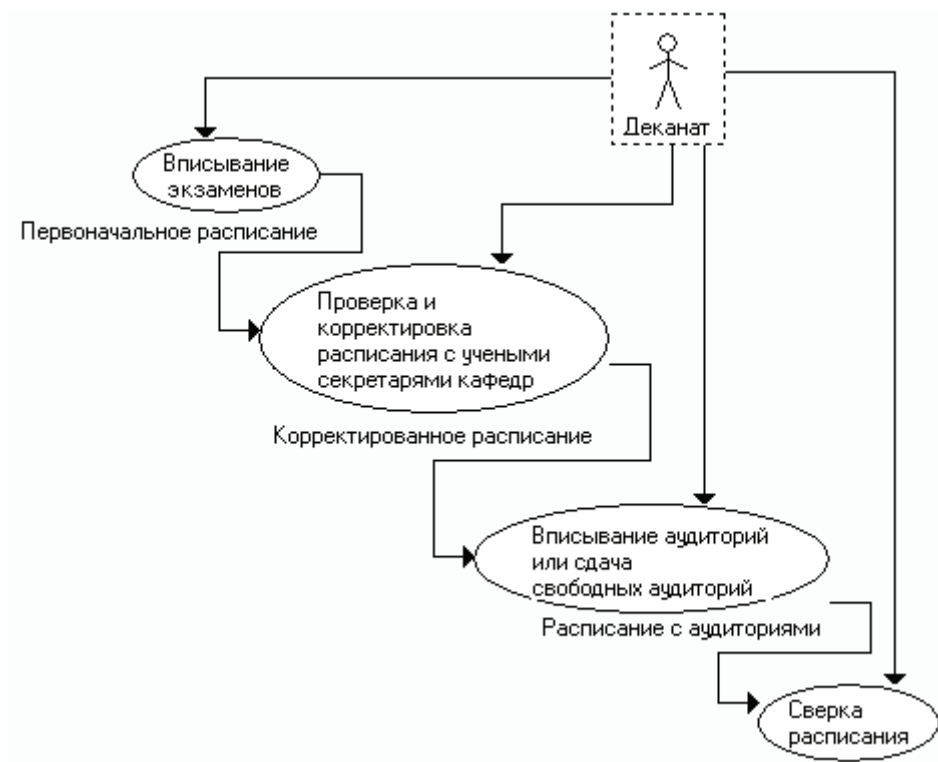 Деканат
Вписывание
экзаменов
Первоначальное расписание
Проверка и
корректировка
расписания с учеными
секретарями кафедр
Корректированное расписание
Вписывание аудиторий
или сдача
свободных аудиторий
Расписание с аудиториями
Сверка
расписания